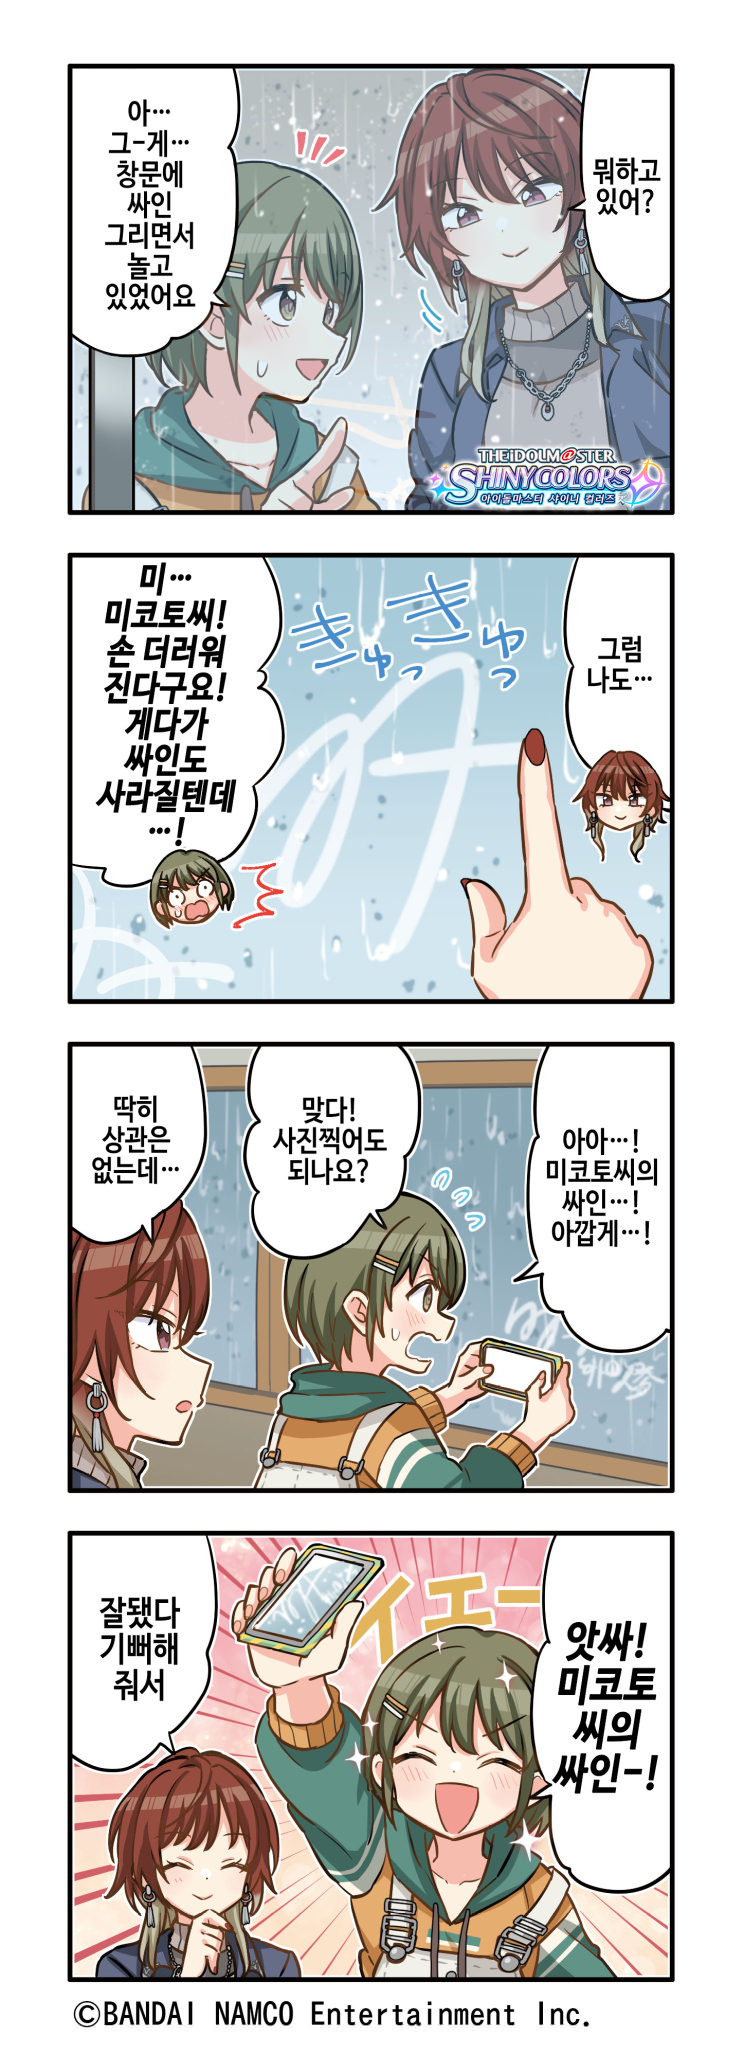 뭐하고
있어?
아…
그-게…
창문에
싸인
그리면서
놀고
있었어요
THE iDOLM@STER
SHINYCOLORS
아이돌마스터 샤이니 컬러즈
그럼
나도…
きゅっ
きゅっ
미…
미코토씨!
손 더러워
진다구요!
게다가
싸인도
사라질텐데
…!
아아…!
미코토씨의
싸인…!
아깝게…!
맞다!
사진찍어도
되나요?
딱히
상관은
없는데…
앗싸!
미코토
씨의
싸인-!
イエー
잘됐다
기뻐해
줘서
©BANDAI NAMCO Entertainment Inc.